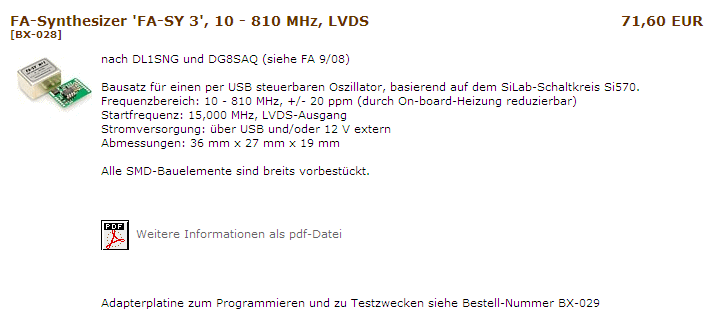 FA-Synthesizer 'FA-SY 3', 10 - 810 MHz, LVDS 71,60 EUR
[BX-028]
nach DL1SNG und DG8SAQ (siehe FA 9/08)
Bausatz für einen per USB steuerbaren Oszillator, basierend auf dem SiLab-Schaltkreis Si570.
Frequenzbereich: 10 - 810 MHz, +/- 20 ppm (durch On-board-Heizung reduzierbar)
Startfrequenz: 15,000 MHz, LVDS-Ausgang
Stromversorgung: über USB und/oder 12 V extern
Abmessungen: 36 mm x 27 mm x 19 mm
Alle SMD-Bauelemente sind breits vorbestückt.
PDF
Weitere Informationen als pdf-Datei
Adapterplatine zum Programmieren und zu Testzwecken siehe Bestell-Nummer BX-029